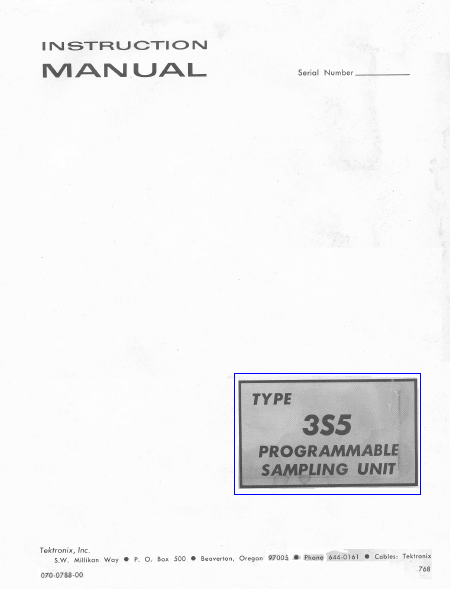 INSTRUCTION
MANUAL
Serial Number
TYPE
3S5
PROGRAMMABLE
SAMPLING UNIT
Tektronix, Inc.
S.W. Millikan Way ● P. O. Box 500 ● Beaverton, Oregon 97005 ● Phone 644-0161 ● Cables: Tektronix
070-0788-00 768